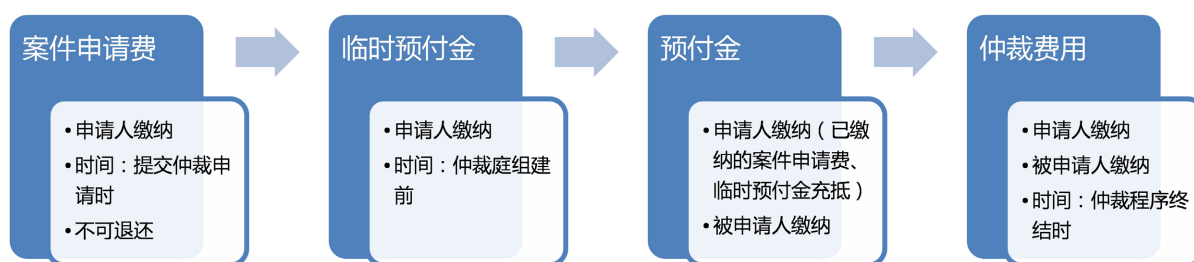 案件申请费
• 申请人缴纳
• 时间：提交仲裁申
请时
• 不可退还
临时预付金
• 申请人缴纳
• 时间：仲裁庭组建
前
预付金
• 申请人缴纳（已缴
纳的案件申请费、
临时预付金充抵）
• 被申请人缴纳
仲裁费用
• 申请人缴纳
• 被申请人缴纳
• 时间：仲裁程序终
结时